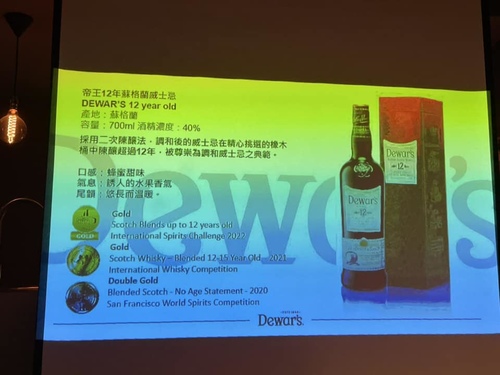 帝王12年蘇格蘭威士忌
DEWAR'S 12 year old
產地：蘇格蘭
容量：700ml 酒精濃度：40%
採用二次陳釀法，調和後的威士忌在精心挑選的橡木
桶中陳釀超過12年，被尊崇為調和威士忌之典範。
口感：蜂蜜甜味
氣息：誘人的水果香氣
尾韻：悠長而溫暖。
Gold
Scotch Blends up to 12 years old
International Spirits Challenge 2022
GOLD
Gold
Scotch Whisky – Blended 12-15 Year Old – 2021
International Whisky Competition
Double Gold
Blended Scotch - No Age Statement - 2020
San Francisco World Spirits Competition
Dewar's
12
Dewar's
12
Dewar's
Dewar's